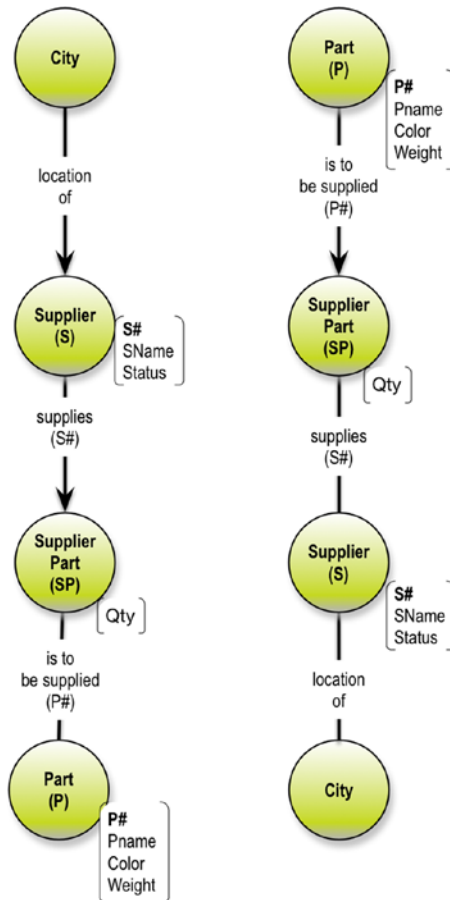 City
location
of
Supplier
(S)
S#
SName
Status
supplies
(S#)
Supplier
Part
(SP)
Qty
is to
be supplied
(P#)
Part
(P)
P#
Pname
Color
Weight
Part
(P)
P#
Pname
Color
Weight
is to
be supplied
(P#)
Supplier
Part
(SP)
Qty
supplies
(S#)
Supplier
(S)
S#
SName
Status
location
of
City